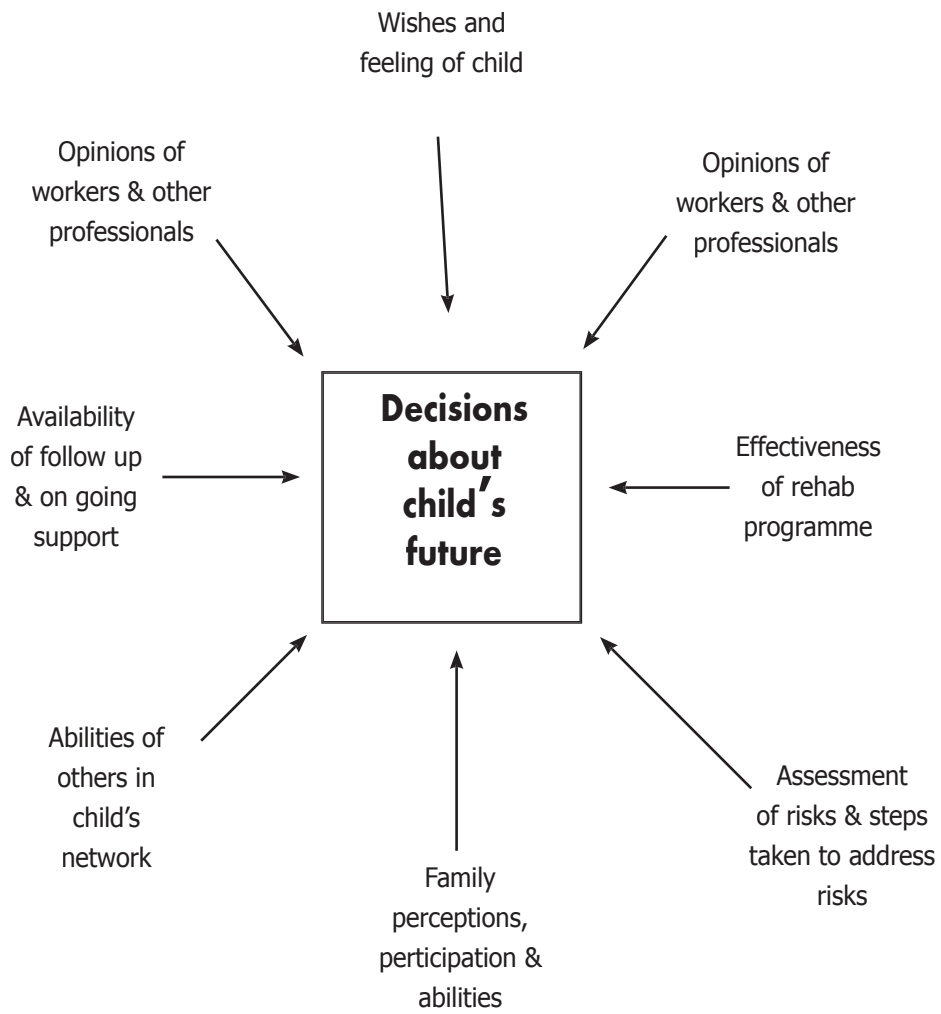 Wishes and
feeling of child
Opinions of
workers & other
professionals
Opinions of
workers & other
professionals
Availability
of follow up
& on going
support
Decisions
about
child's
future
Effectiveness
of rehab
programme
Abilities of
others in
child's
network
Family
perceptions,
perticipation &
abilities
Assessment
of risks & steps
taken to address
risks